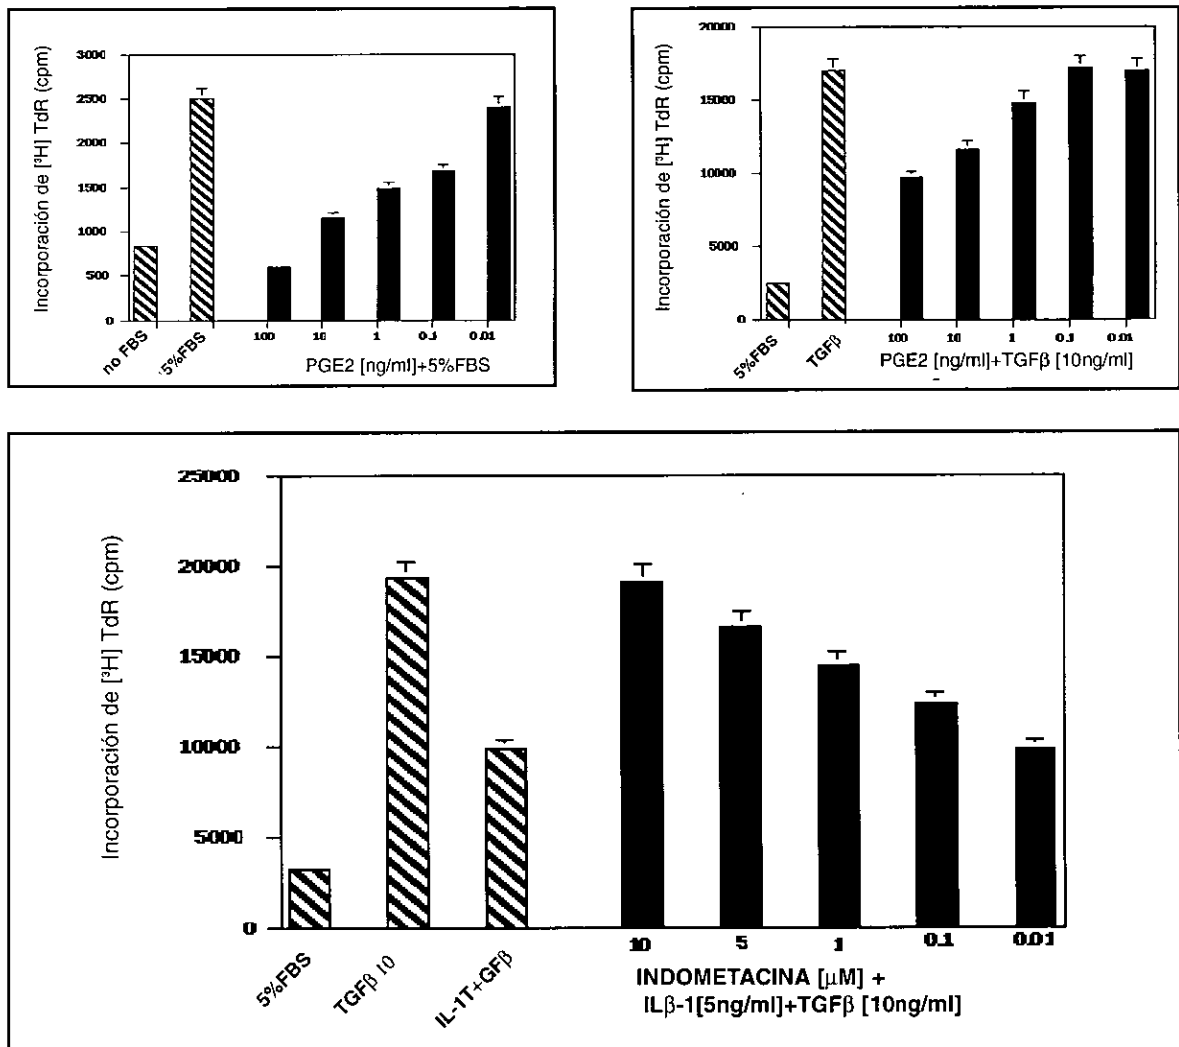 Incorporación de [³H] TdR (cpm)
3000
2500
2000
1500
1000
500
0
no FBS
5%FBS
100
10
1
0.1
0.01
PGE2 [ng/ml]+5%FBS
Incorporación de [³H] TdR (cpm)
20000
15000
10000
5000
0
5%FBS
TGFβ
100
10
1
0.1
0.01
PGE2 [ng/ml]+TGFβ [10ng/ml]
Incorporación de [³H] TdR (cpm)
25000
20000
15000
10000
5000
0
5%FBS
TGFβ 10
IL-1T+GFβ
10
5
1
0.1
0.01
INDOMETACINA [µM] +
ILβ-1[5ng/ml]+TGFβ [10ng/ml]